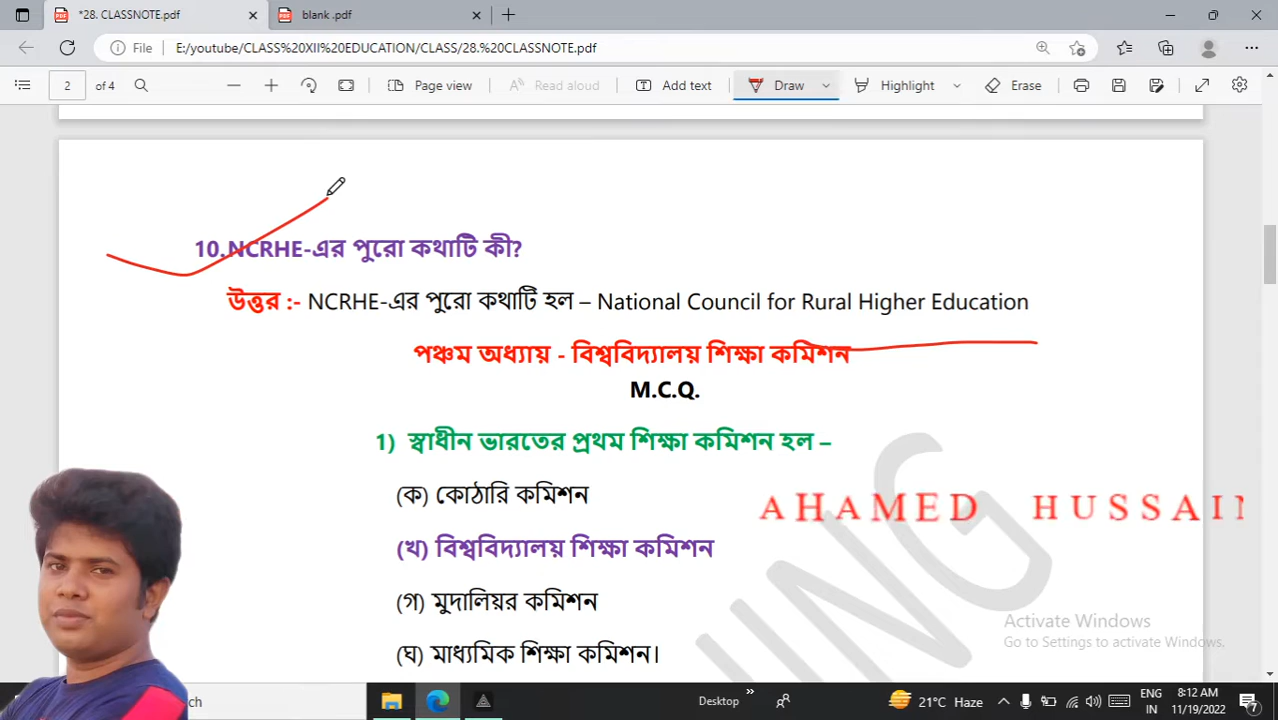 *28. CLASSNOTE.pdf
blank .pdf
File
E:/youtube/CLASS%20XII%20EDUCATION/CLASS/28.%20CLASSNOTE.pdf
2 of 4
Page view
Read aloud
Add text
Draw
Highlight
Erase
10.NCRHE-এর পুরো কথাটি কী?
উত্তর :- NCRHE-এর পুরো কথাটি হল – National Council for Rural Higher Education
পঞ্চম অধ্যায় - বিশ্ববিদ্যালয় শিক্ষা কমিশন
M.C.Q.
1) স্বাধীন ভারতের প্রথম শিক্ষা কমিশন হল –
(ক) কোঠারি কমিশন
AHAMED HUSSAIN
(খ) বিশ্ববিদ্যালয় শিক্ষা কমিশন
(গ) মুদালিয়র কমিশন
(ঘ) মাধ্যমিক শিক্ষা কমিশন।
Activate Windows
Go to Settings to activate Windows.
Desktop
21°C Haze
ENG
IN
8:12 AM
11/19/2022
7